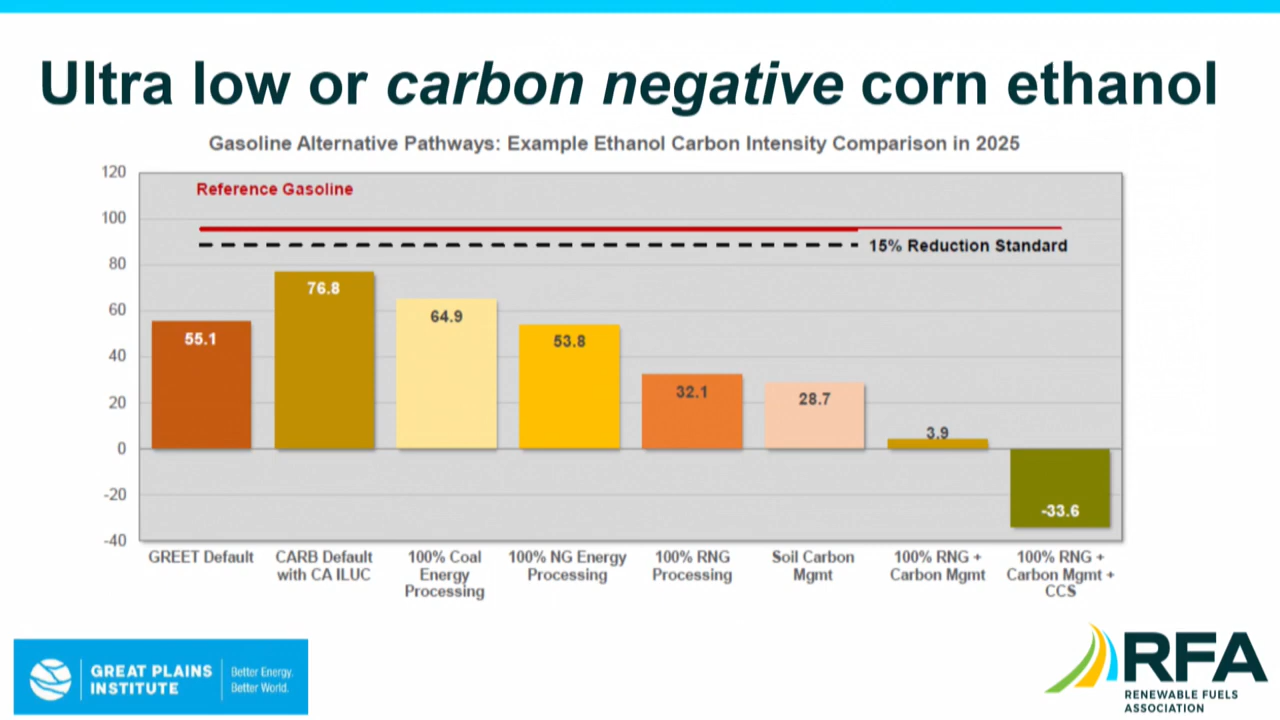 Ultra low or carbon negative corn ethanol
Gasoline Alternative Pathways: Example Ethanol Carbon Intensity Comparison in 2025
120
100
80
60
40
20
0
-20
-40
Reference Gasoline
15% Reduction Standard
55.1
76.8
64.9
53.8
32.1
28.7
3.9
-33.6
GREET Default
CARB Default
with CA ILUC
100% Coal
Energy
Processing
100% NG Energy
Processing
100% RNG
Processing
Soil Carbon
Mgmt
100% RNG +
Carbon Mgmt
100% RNG +
Carbon Mgmt +
CCS
GREAT PLAINS
INSTITUTE
Better Energy.
Better World.
RFA
RENEWABLE FUELS
ASSOCIATION